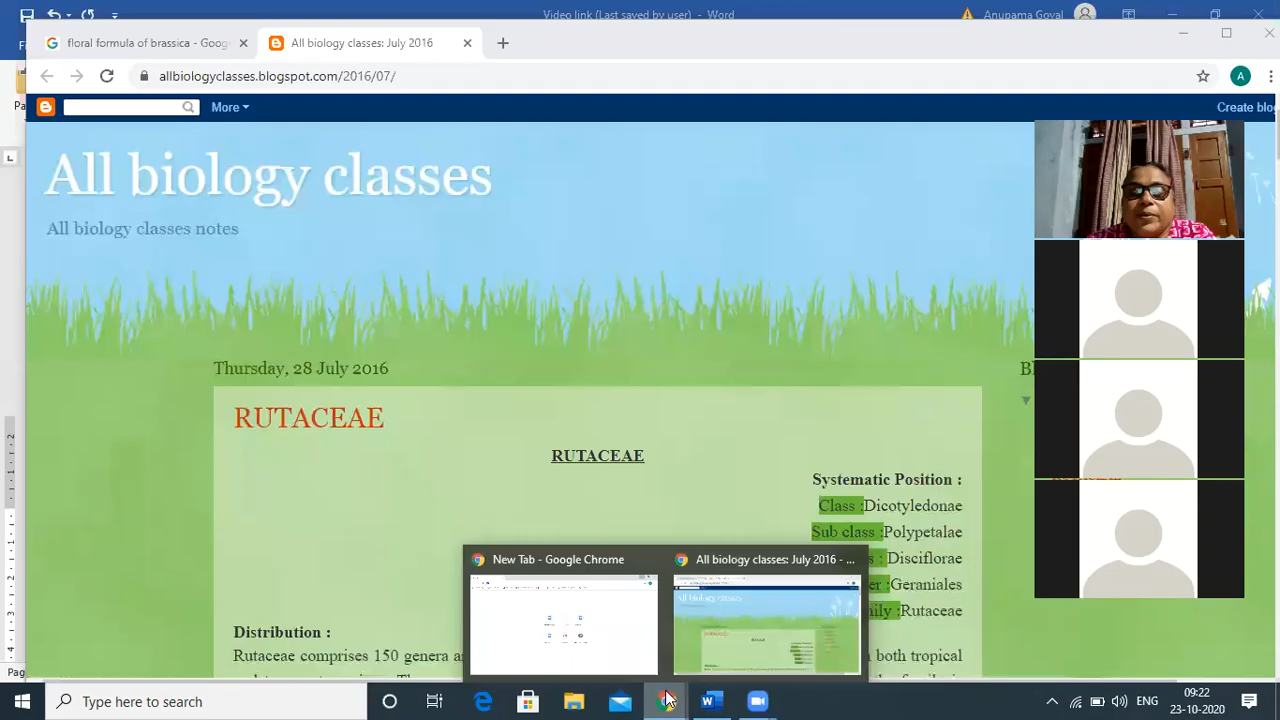 Video link (Last saved by user) - Word
Anupama Goyal
floral formula of brassica - Goog
All biology classes: July 2016
allbiologyclasses.blogspot.com/2016/07/
A
More
Create blo
All biology classes
All biology classes notes
Thursday, 28 July 2016
RUTACEAE
RUTACEAE
Systematic Position :
Class :Dicotyledonae
Sub class :Polypetalae
s : Disciflorae
er :Geraniales
ily :Rutaceae
Distribution :
Rutaceae comprises 150 genera a
both tropical
New Tab - Google Chrome
All biology classes: July 2016 - ...
Type here to search
ENG
09:22
23-10-2020